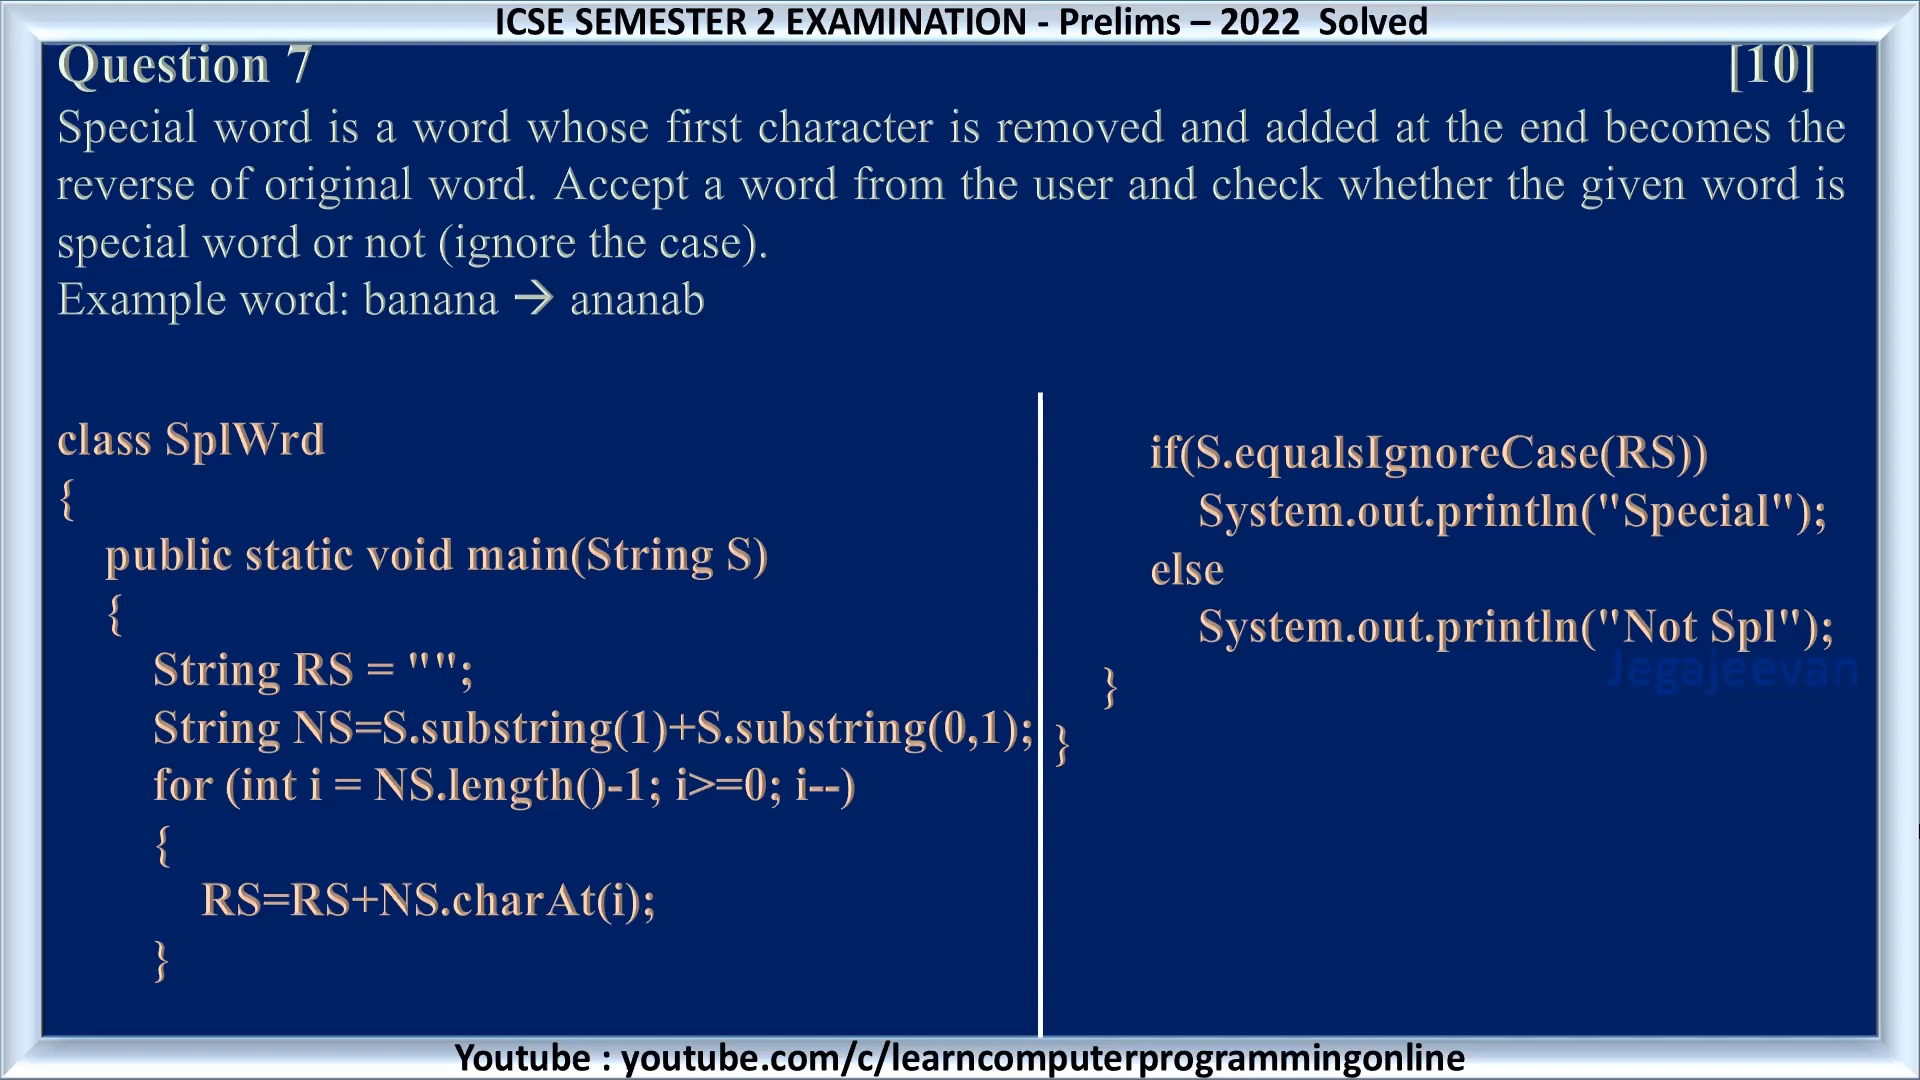 ICSE SEMESTER 2 EXAMINATION - Prelims – 2022 Solved
Question 7 [10]
Special word is a word whose first character is removed and added at the end becomes the
reverse of original word. Accept a word from the user and check whether the given word is
special word or not (ignore the case).
Example word: banana → ananab
class SplWrd
{
public static void main(String S)
{
String RS = "";
String NS=S.substring(1)+S.substring(0,1);
for (int i = NS.length()-1; i>=0; i--)
{
RS=RS+NS.charAt(i);
}
if(S.equalsIgnoreCase(RS))
System.out.println("Special");
else
System.out.println("Not Spl");
Jegajeevan
}
}
Youtube : youtube.com/c/learncomputerprogrammingonline